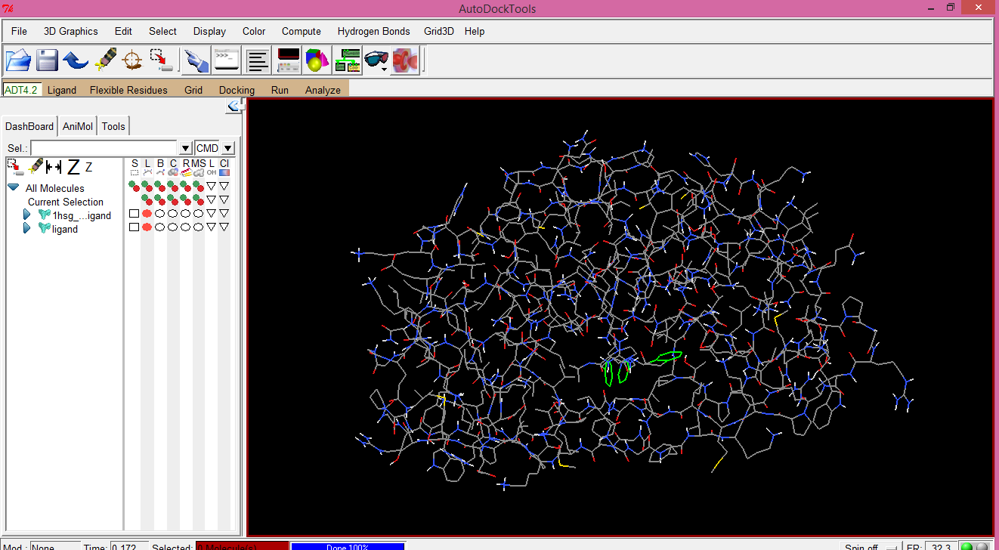 AutoDockTools
File 3D Graphics Edit Select Display Color Compute Hydrogen Bonds Grid3D Help
>>>
ADT4.2 Ligand Flexible Residues Grid Docking Run Analyze
DashBoard AniMol Tools
Sel.: CMD
Z Z S L B C R MS L Cl
OH
All Molecules
Current Selection
1hsg_...igand
ligand
Mod.: None Time: 0.172 Selected: 0 Molecule(s) Done 100% Spin off FR: 32.3